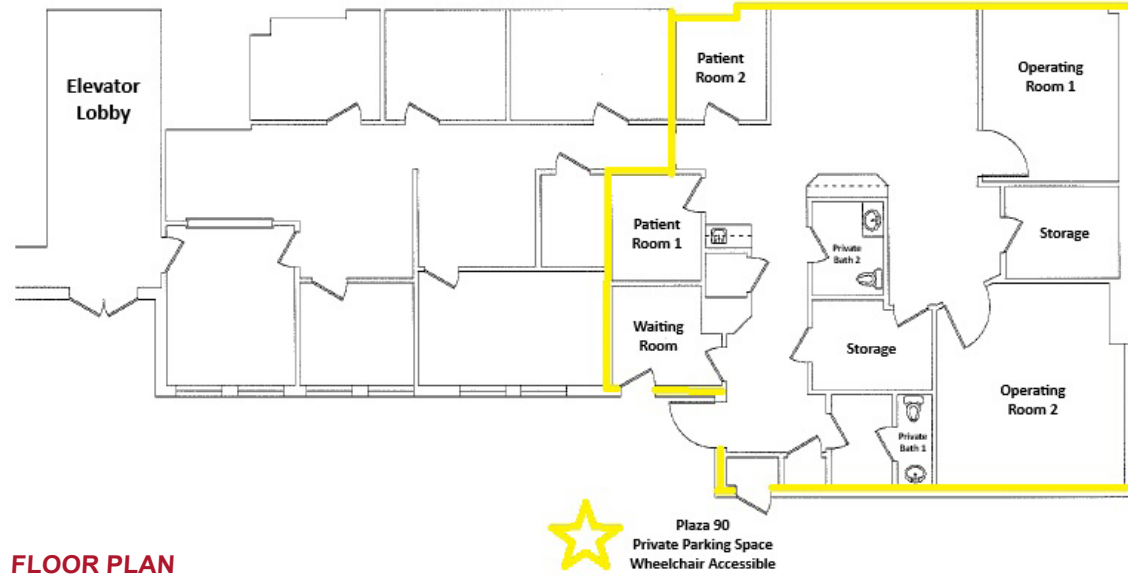 Elevator
Lobby
Patient
Room 2
Operating
Room 1
Patient
Room 1
Private
Bath 2
Storage
Waiting
Room
Storage
Operating
Room 2
Private
Bath 1
Plaza 90
Private Parking Space
Wheelchair Accessible
FLOOR PLAN